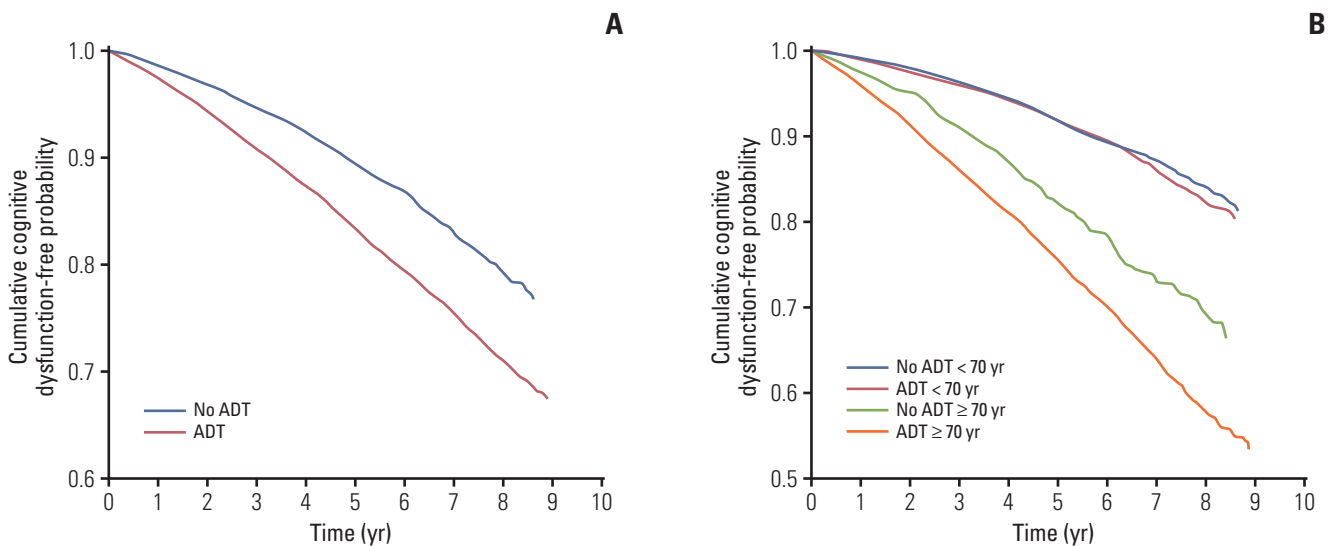 A
1.0
0.9
0.8
0.7
0.6
Cumulative cognitive
dysfunction-free probability
No ADT
ADT
0 1 2 3 4 5 6 7 8 9 10
Time (yr)
B
1.0
0.9
0.8
0.7
0.6
0.5
Cumulative cognitive
dysfunction-free probability
No ADT < 70 yr
ADT < 70 yr
No ADT ≥ 70 yr
ADT ≥ 70 yr
0 1 2 3 4 5 6 7 8 9 10
Time (yr)